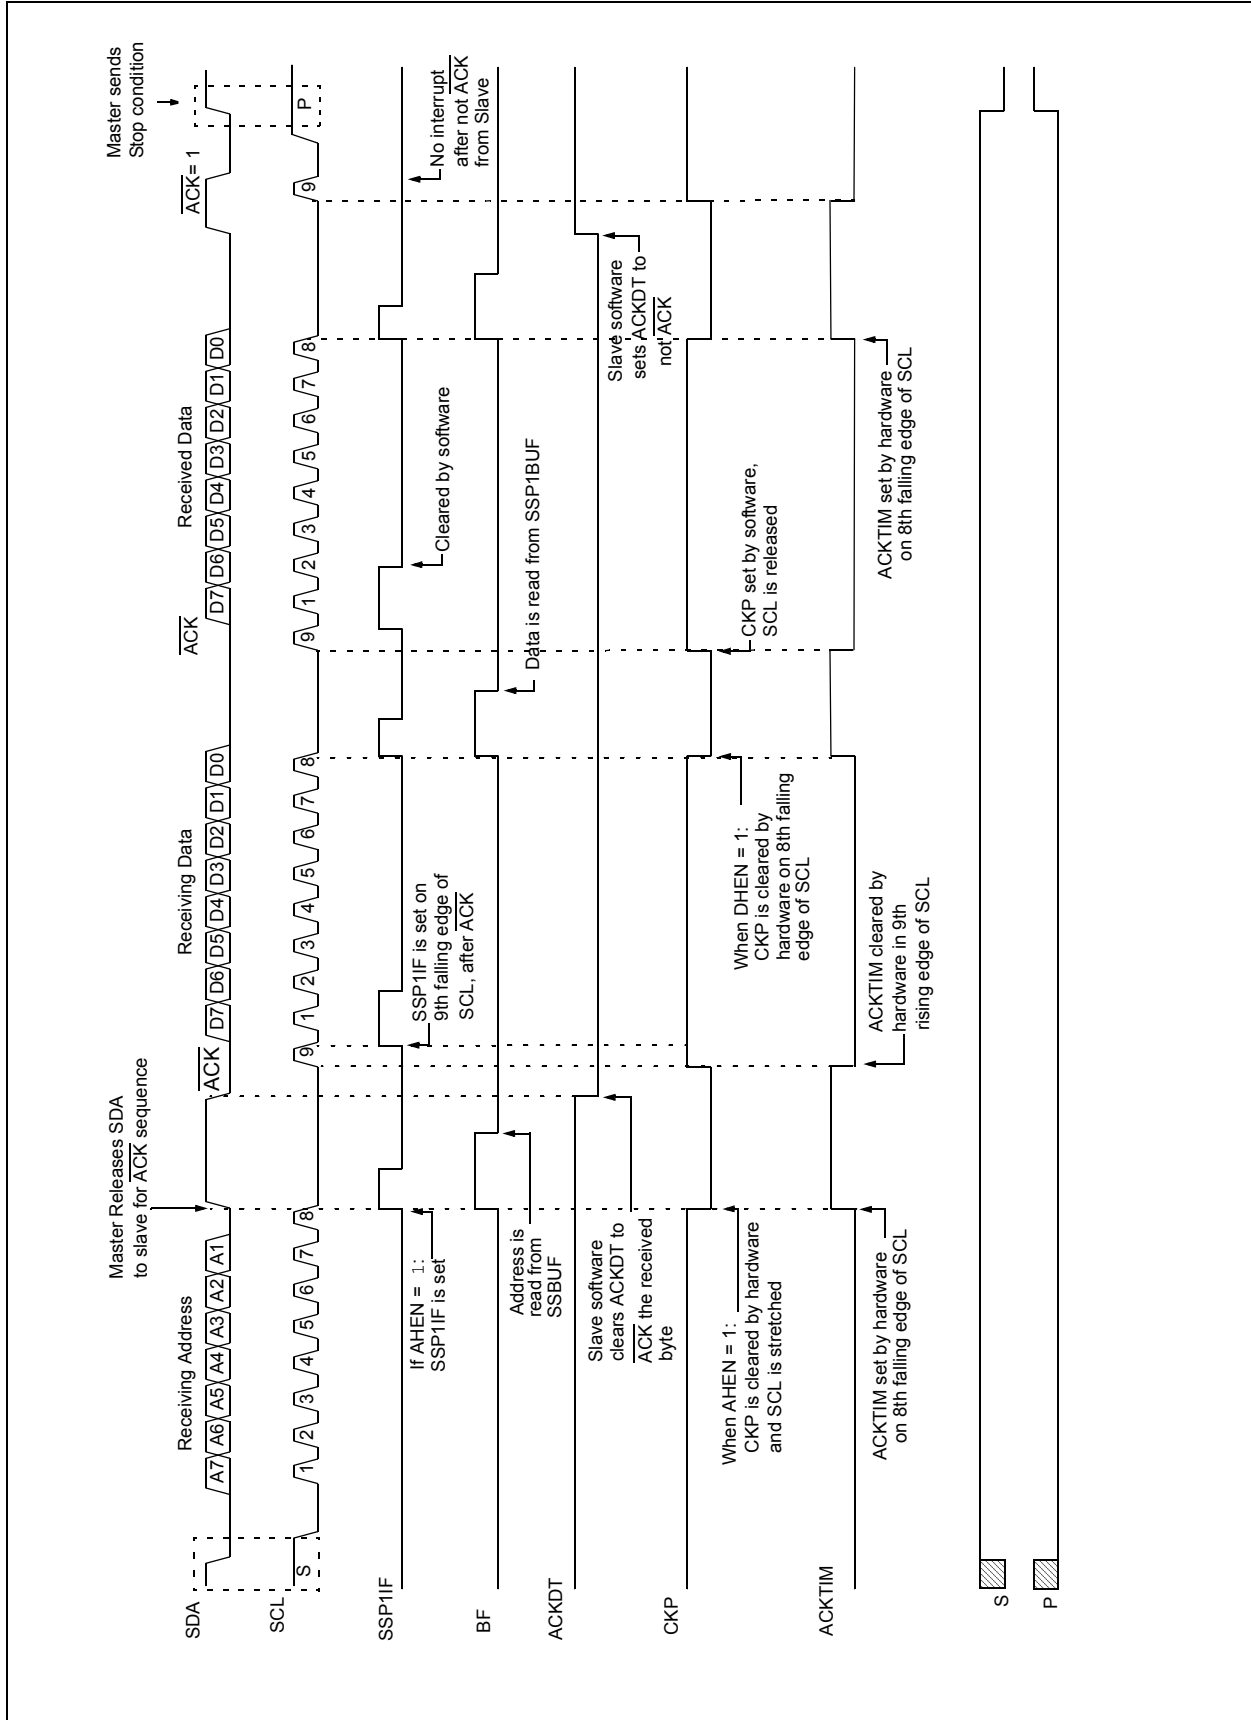 Master Releases SDA
to slave for ACK sequence
Master sends
Stop condition
Receiving Address
Receiving Data
Received Data
ACK
ACK
ACK= 1
SDA
A7 A6 A5 A4 A3 A2 A1
D7 D6 D5 D4 D3 D2 D1 D0
D7 D6 D5 D4 D3 D2 D1 D0
SCL
S 1 2 3 4 5 6 7 8 9 1 2 3 4 5 6 7 8 9 1 2 3 4 5 6 7 8 9 P
SSP1IF
If AHEN = 1:
SSP1IF is set
SSP1IF is set on
9th falling edge of
SCL, after ACK
Cleared by software
No interrupt
after not ACK
from Slave
BF
Address is
read from
SSBUF
Data is read from SSP1BUF
ACKDT
Slave software
clears ACKDT to
ACK the received
byte
Slave software
sets ACKDT to
not ACK
CKP
When AHEN = 1:
CKP is cleared by hardware
and SCL is stretched
When DHEN = 1:
CKP is cleared by
hardware on 8th falling
edge of SCL
CKP set by software,
SCL is released
ACKTIM
ACKTIM set by hardware
on 8th falling edge of SCL
ACKTIM cleared by
hardware in 9th
rising edge of SCL
ACKTIM set by hardware
on 8th falling edge of SCL
S
P